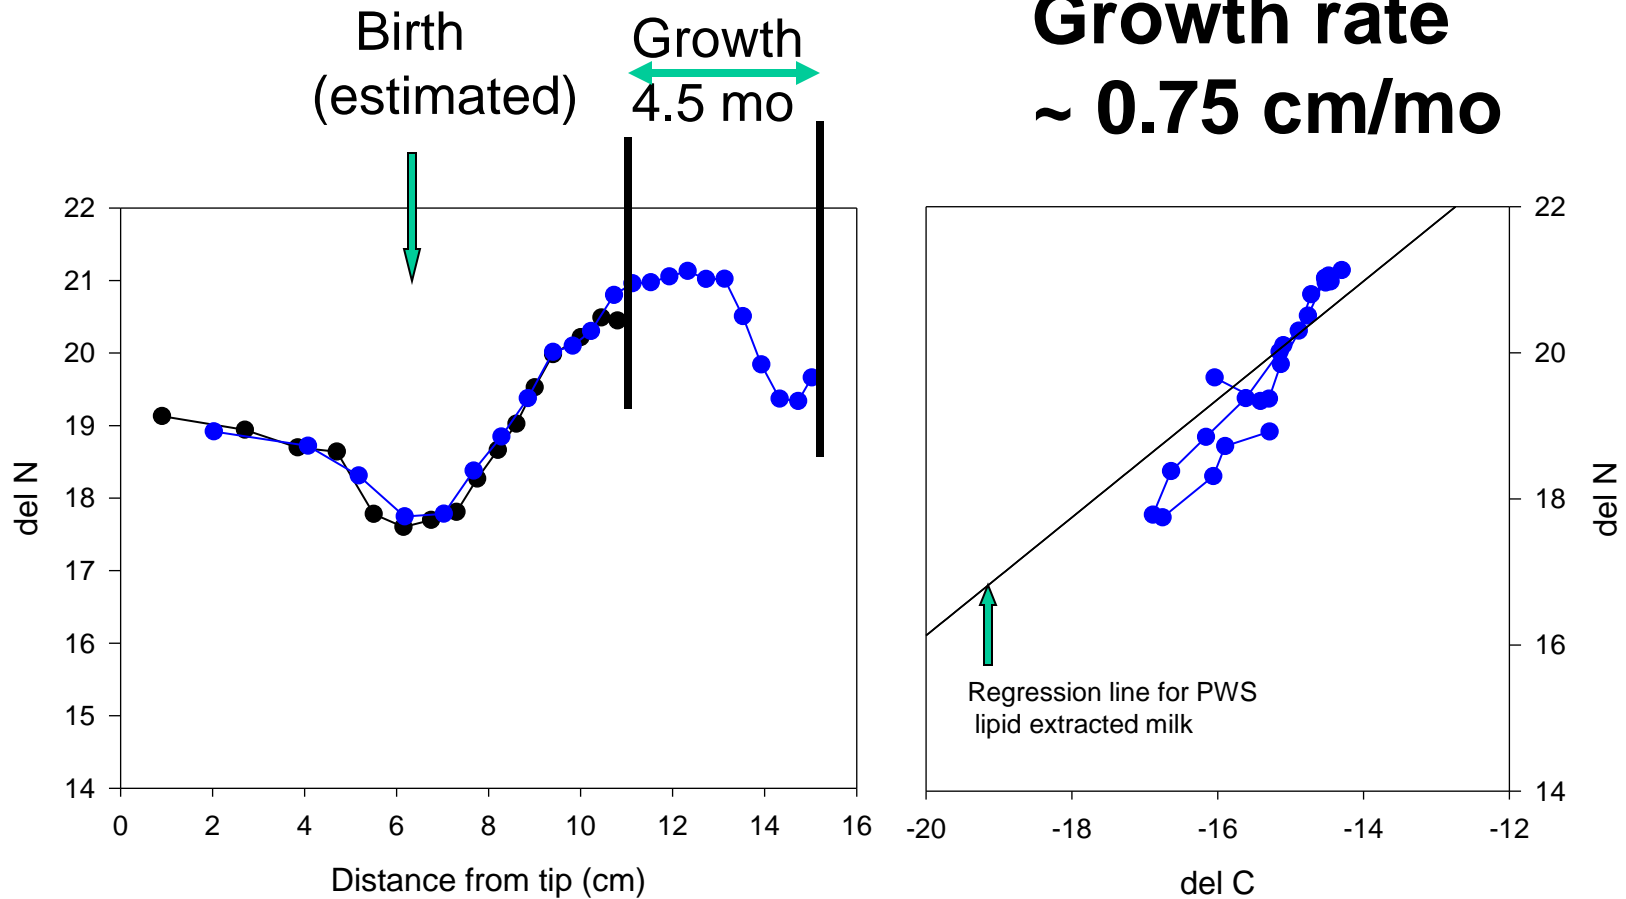 Birth
(estimated)
Growth
4.5 mo
Growth rate
~ 0.75 cm/mo
22
21
20
19
18
17
16
15
14
del N
0 2 4 6 8 10 12 14 16
Distance from tip (cm)
22
20
18
16
14
del N
Regression line for PWS
lipid extracted milk
-20 -18 -16 -14 -12
del C